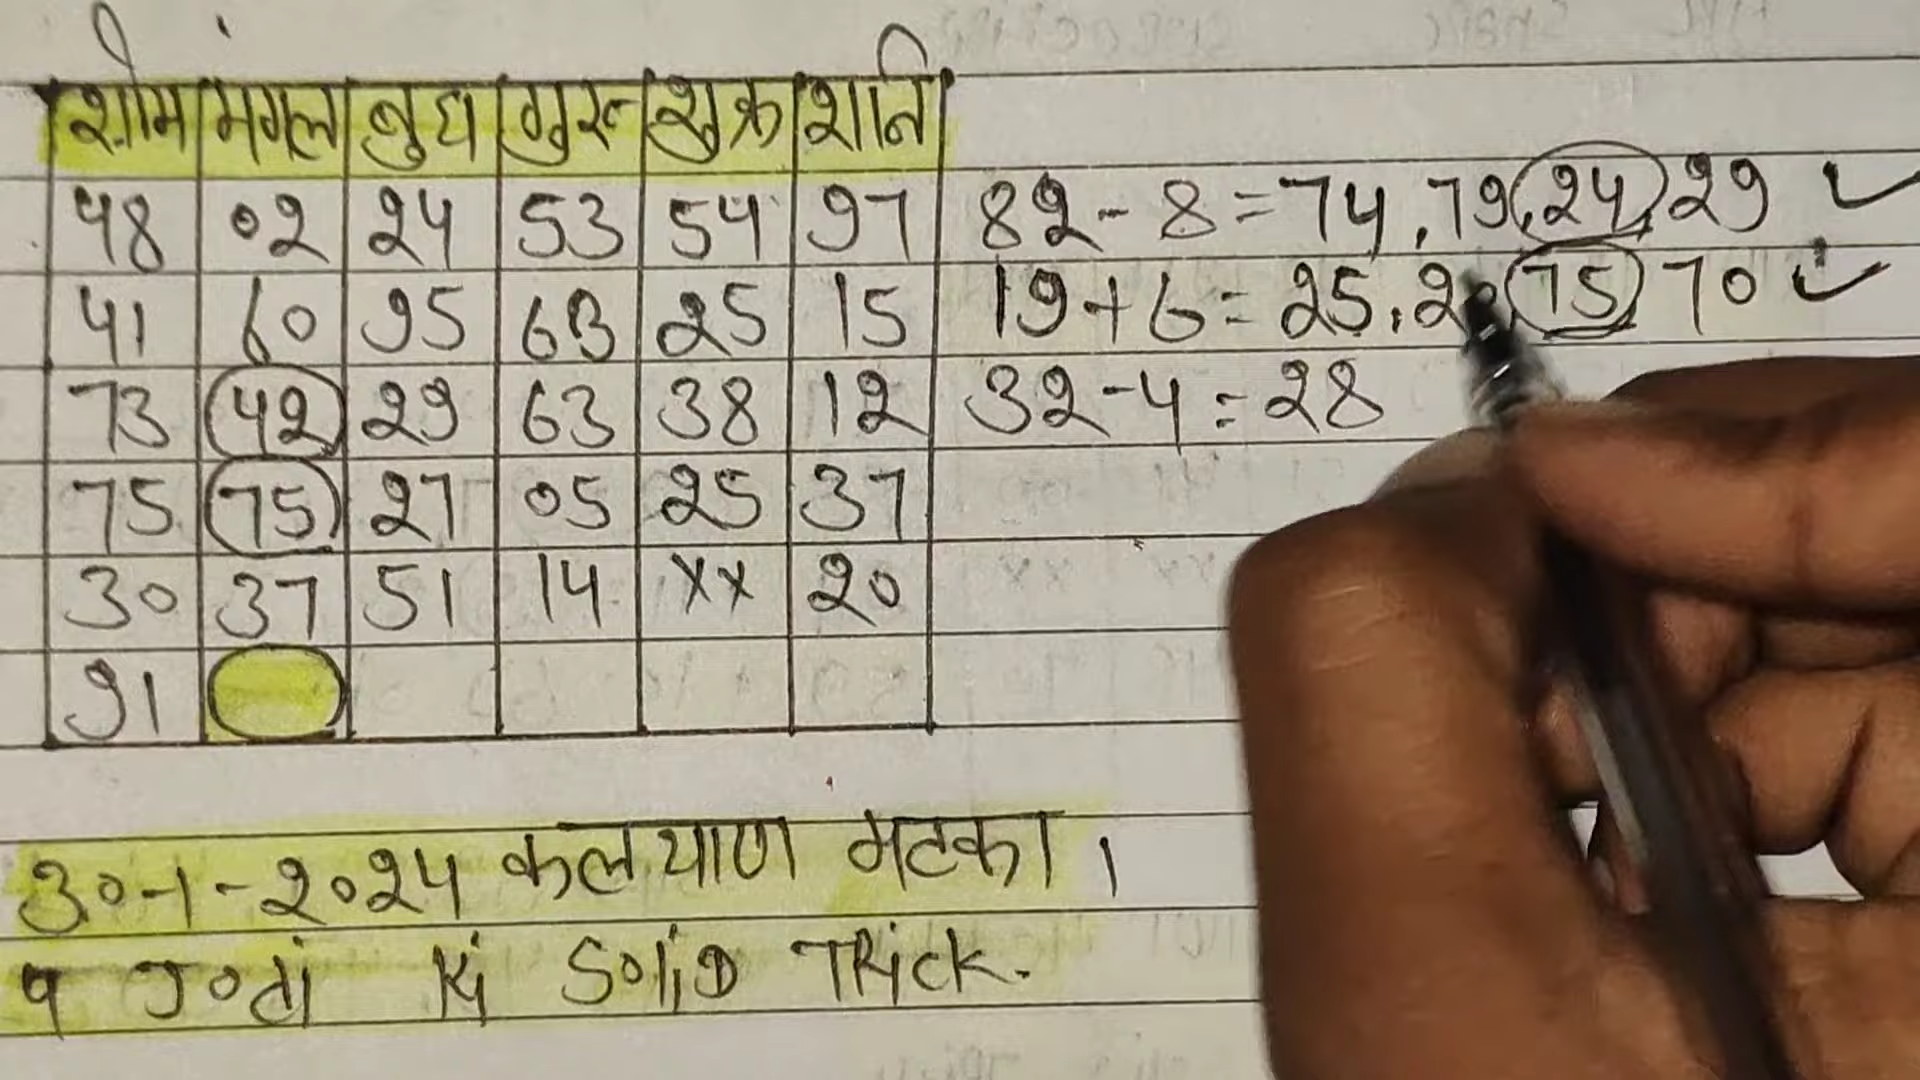 शोम मंगल बुध गुरू शुक्र शनि
48 02 24 53 54 97 82-8=74,79,24,29
41 60 95 63 25 15 19+6=25,20,75 70
73 42 29 63 38 12 32-4=28
75 75 27 05 25 37
30 37 51 14 ×× 20
91
30-1-2024 कल्याण मटका।
4 Jodi Ki SoliD TRick.